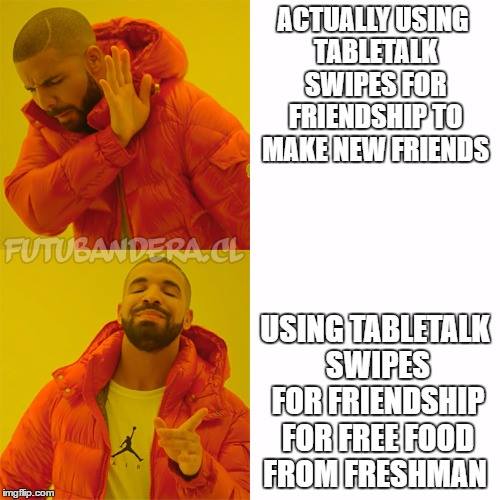 ACTUALLY USING
TABLETALK
SWIPES FOR
FRIENDSHIP TO
MAKE NEW FRIENDS
FUTUBANDERA.CL
USING TABLETALK
SWIPES
FOR FRIENDSHIP
FOR FREE FOOD
FROM FRESHMAN
AIR
imgflip.com